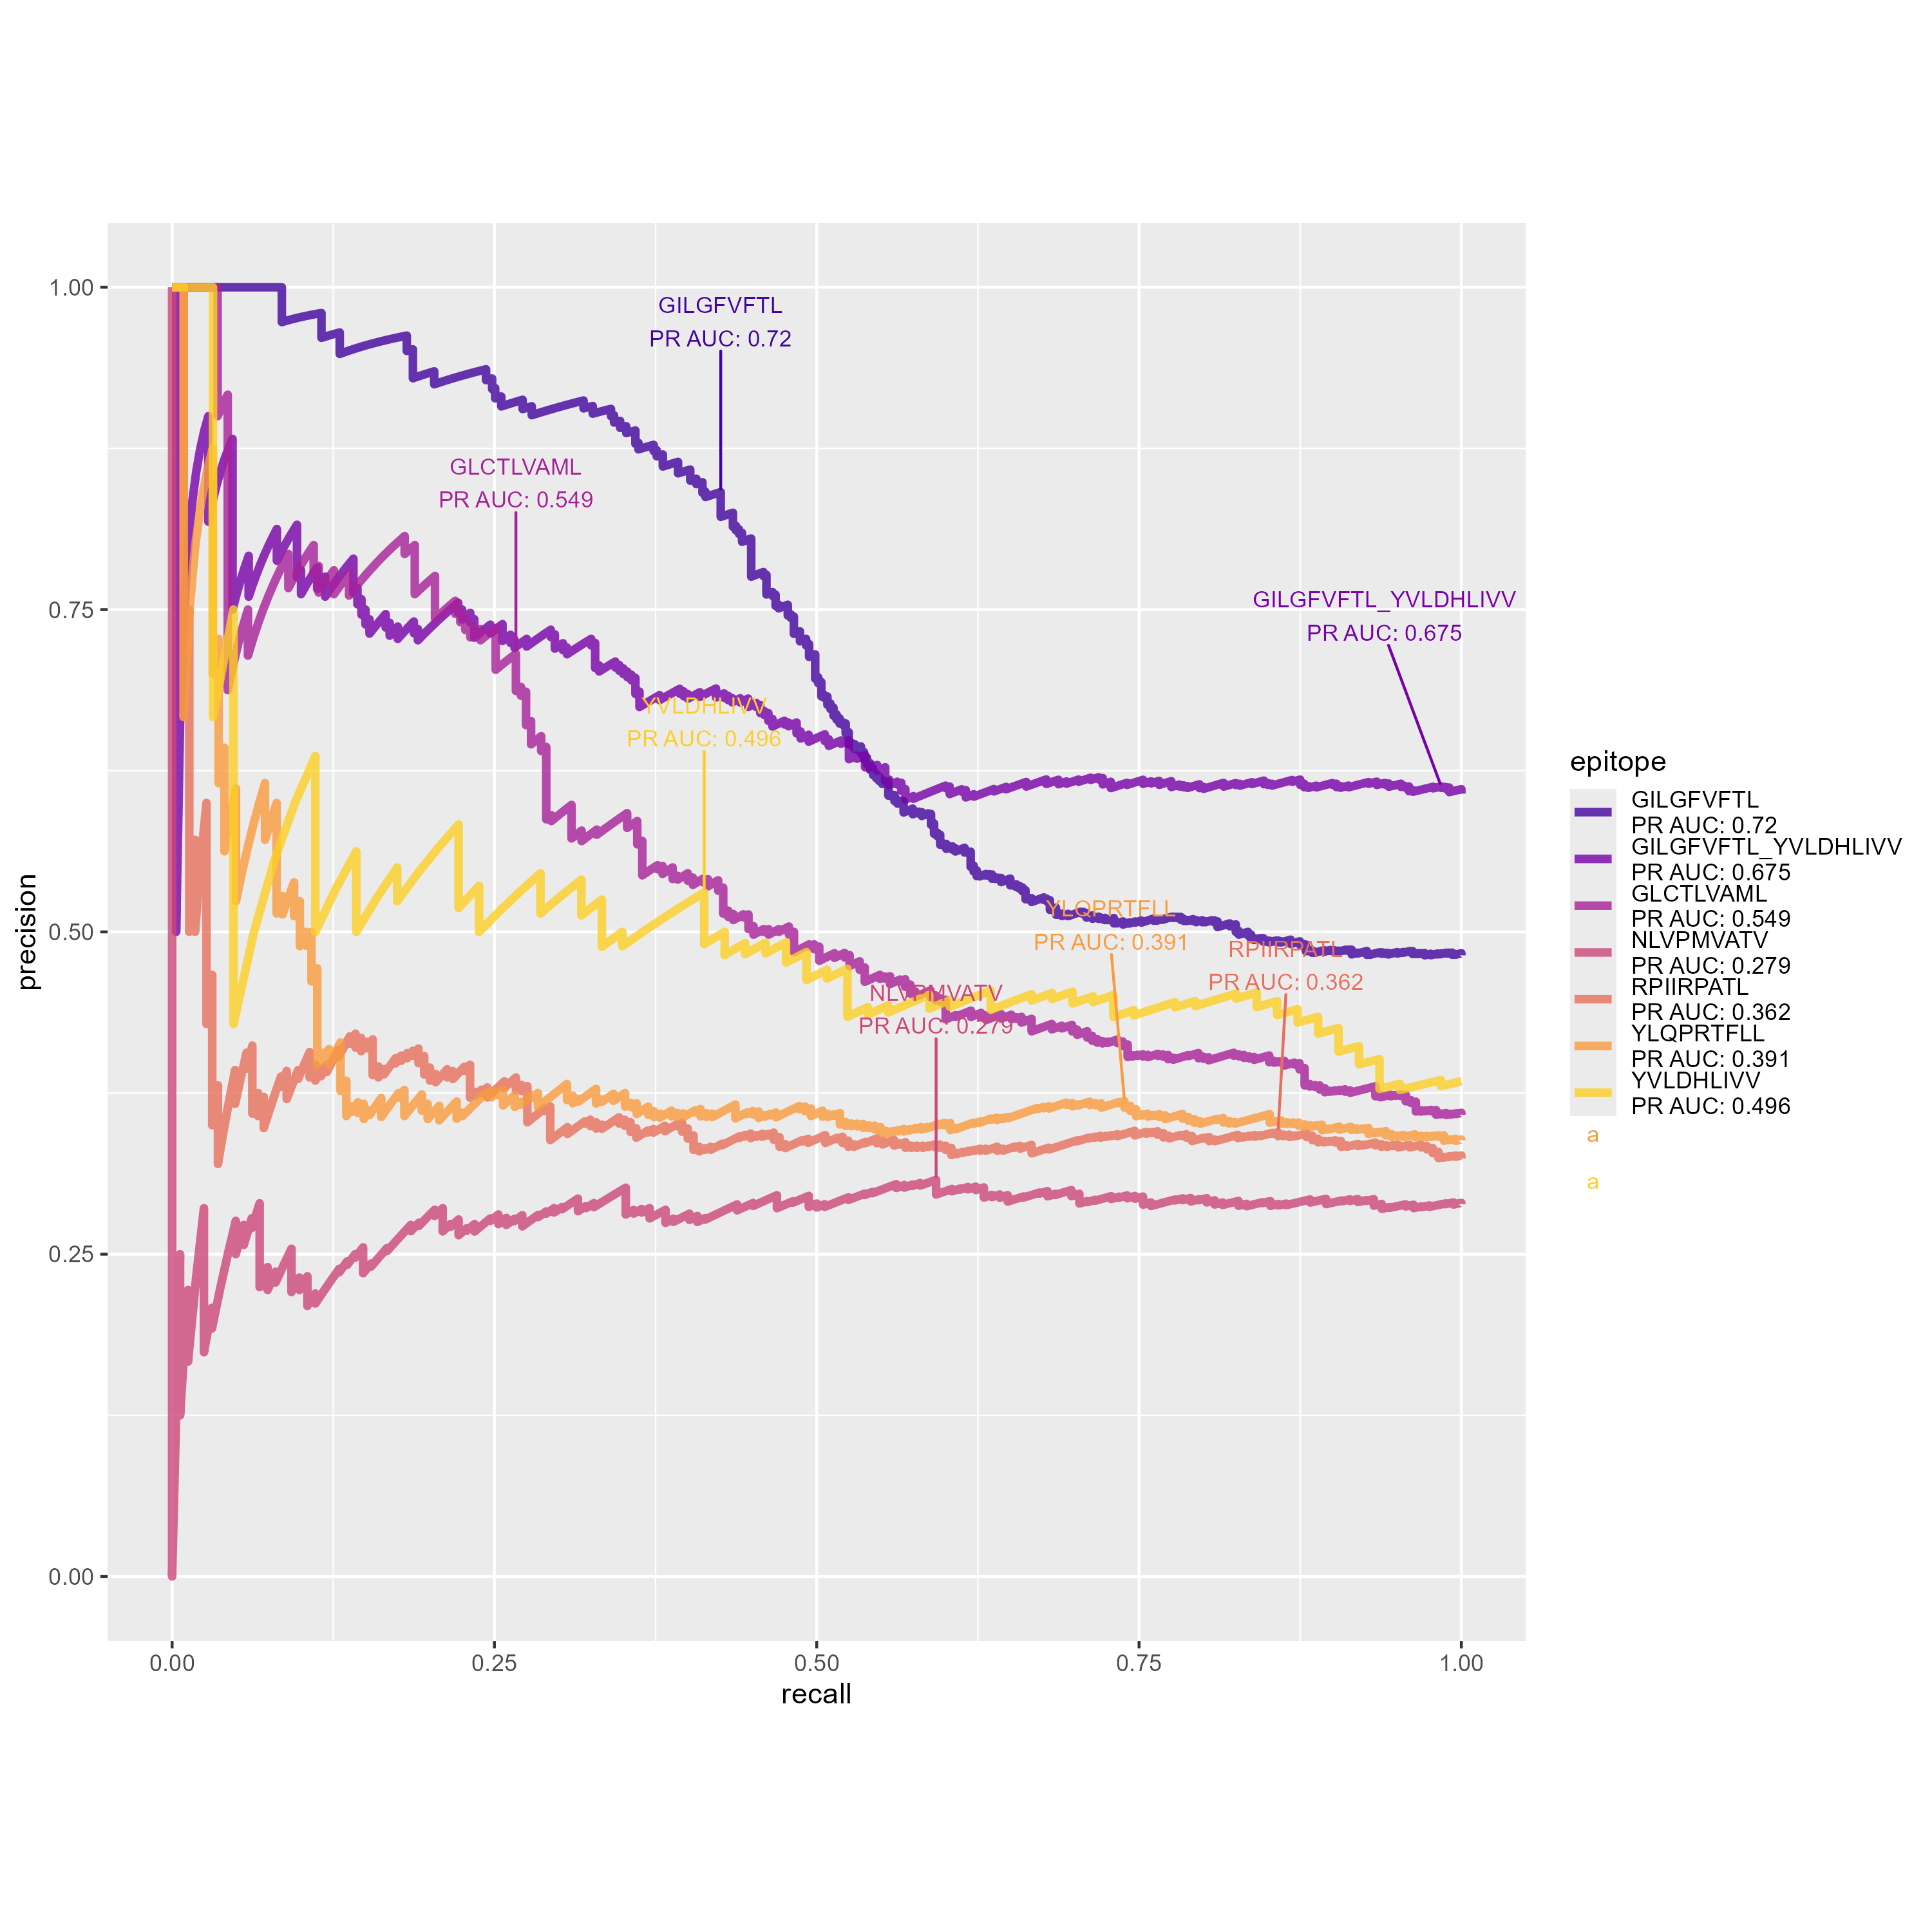 GILGFVFTL
PR AUC: 0.72
GLCTLVAML
PR AUC: 0.549
GILGFVFTL_YVLDHLIVV
PR AUC: 0.675
YVLDHLIVV
PR AUC: 0.496
YLQPRTFLL
PR AUC: 0.391
RPIIRPATL
PR AUC: 0.362
NLVPMVATV
PR AUC: 0.279
1.00
0.75
0.50
0.25
0.00
precision
0.00 0.25 0.50 0.75 1.00
recall
epitope
GILGFVFTL
PR AUC: 0.72
GILGFVFTL_YVLDHLIVV
PR AUC: 0.675
GLCTLVAML
PR AUC: 0.549
NLVPMVATV
PR AUC: 0.279
RPIIRPATL
PR AUC: 0.362
YLQPRTFLL
PR AUC: 0.391
YVLDHLIVV
PR AUC: 0.496
a
a